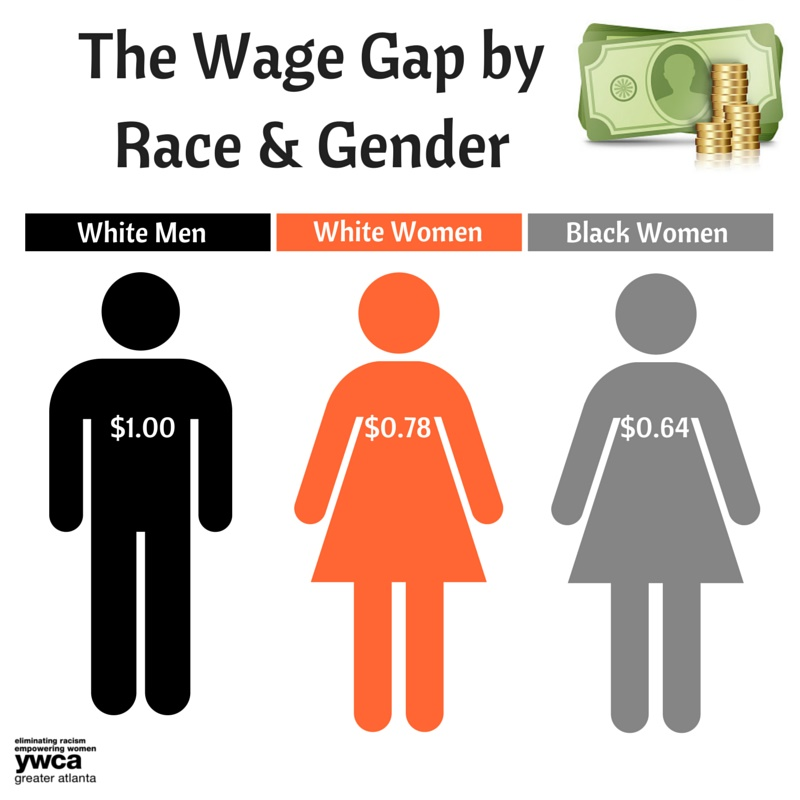 The Wage Gap by
Race & Gender
White Men
White Women
Black Women
$1.00
$0.78
$0.64
eliminating racism
empowering women
ywca
greater atlanta